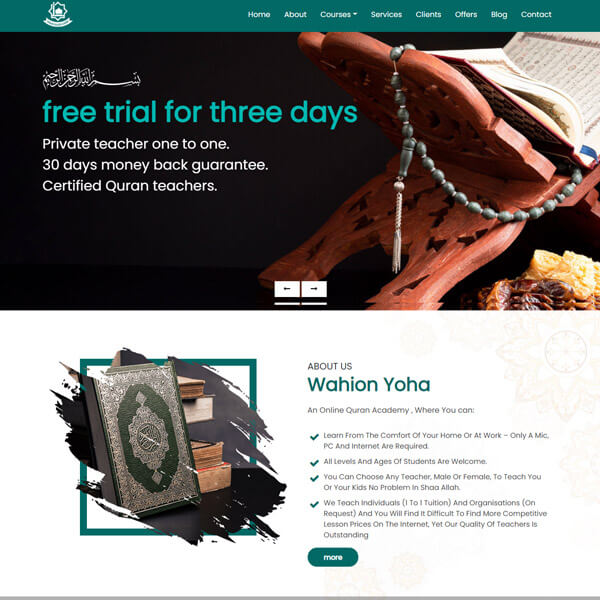 Home About Courses Services Clients Offers Blog Contact
بسم الله الرحمن الرحيم
free trial for three days
Private teacher one to one.
30 days money back guarantee.
Certified Quran teachers.
ABOUT US
Wahion Yoha
An Online Quran Academy , Where You can:
Learn From The Comfort Of Your Home Or At Work – Only A Mic,
PC And Internet Are Required.
All Levels And Ages Of Students Are Welcome.
You Can Choose Any Teacher, Male Or Female, To Teach You
Or Your Kids No Problem In Shaa Allah.
We Teach Individuals (1 To 1 Tuition) And Organisations (On
Request) And You Will Find It Difficult To Find More Competitive
Lesson Prices On The Internet, Yet Our Quality Of Teachers Is
Outstanding
more